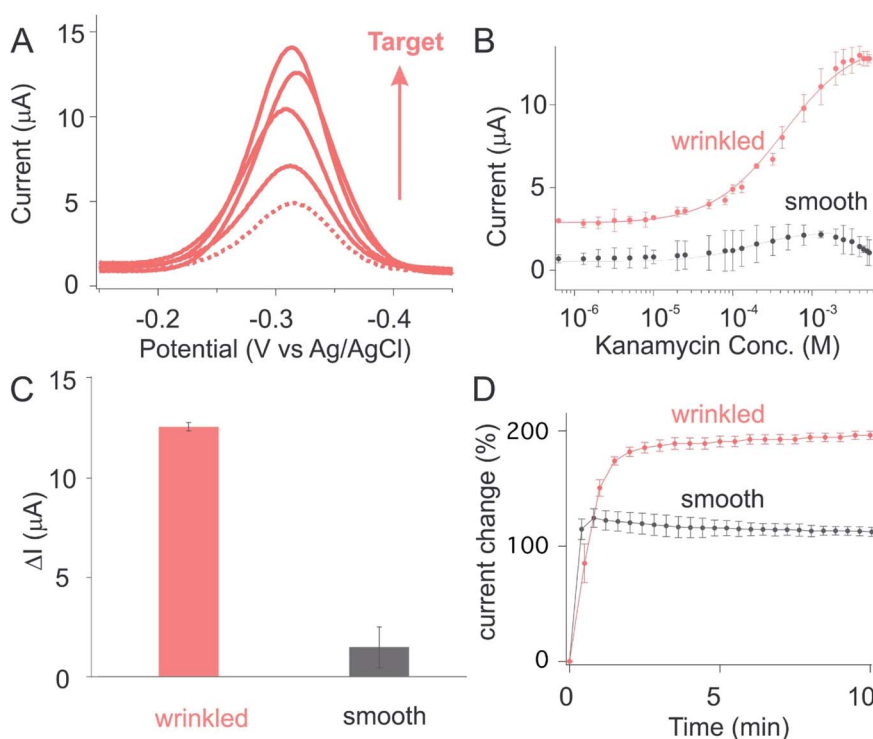 A
Current (μA)
15
10
5
0
Target
-0.2
-0.3
-0.4
Potential (V vs Ag/AgCl)
B
Current (μA)
10
5
0
wrinkled
smooth
10⁻⁶
10⁻⁵
10⁻⁴
10⁻³
Kanamycin Conc. (M)
C
ΔI (μA)
15
10
5
0
wrinkled
smooth
D
current change (%)
200
100
0
wrinkled
smooth
0
5
10
Time (min)